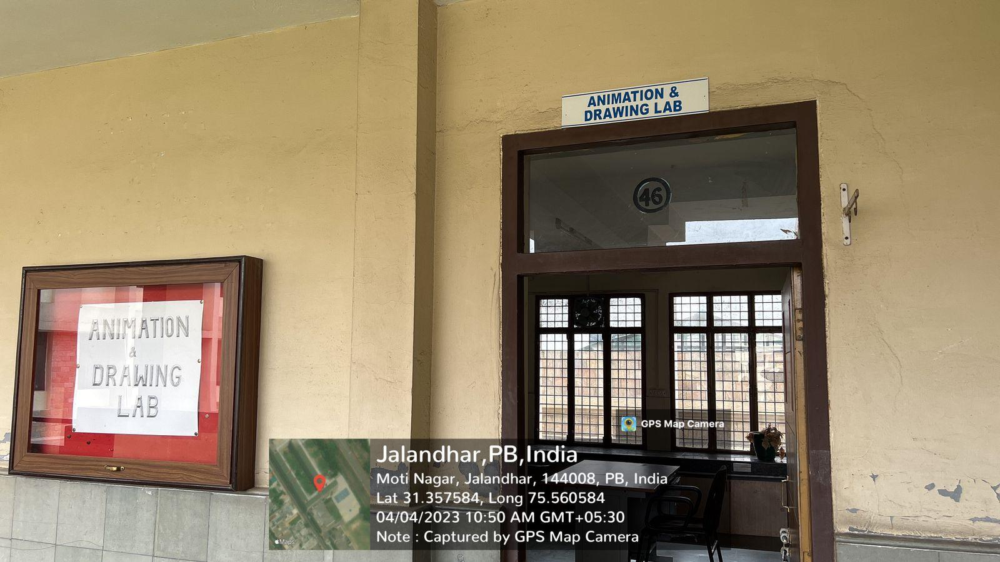 ANIMATION &
DRAWING LAB
46
ANIMATION
&
DRAWING
LAB
GPS Map Camera
Jalandhar,PB,India
Moti Nagar, Jalandhar, 144008, PB, India
Lat 31.357584, Long 75.560584
04/04/2023 10:50 AM GMT+05:30
Note : Captured by GPS Map Camera
Maps